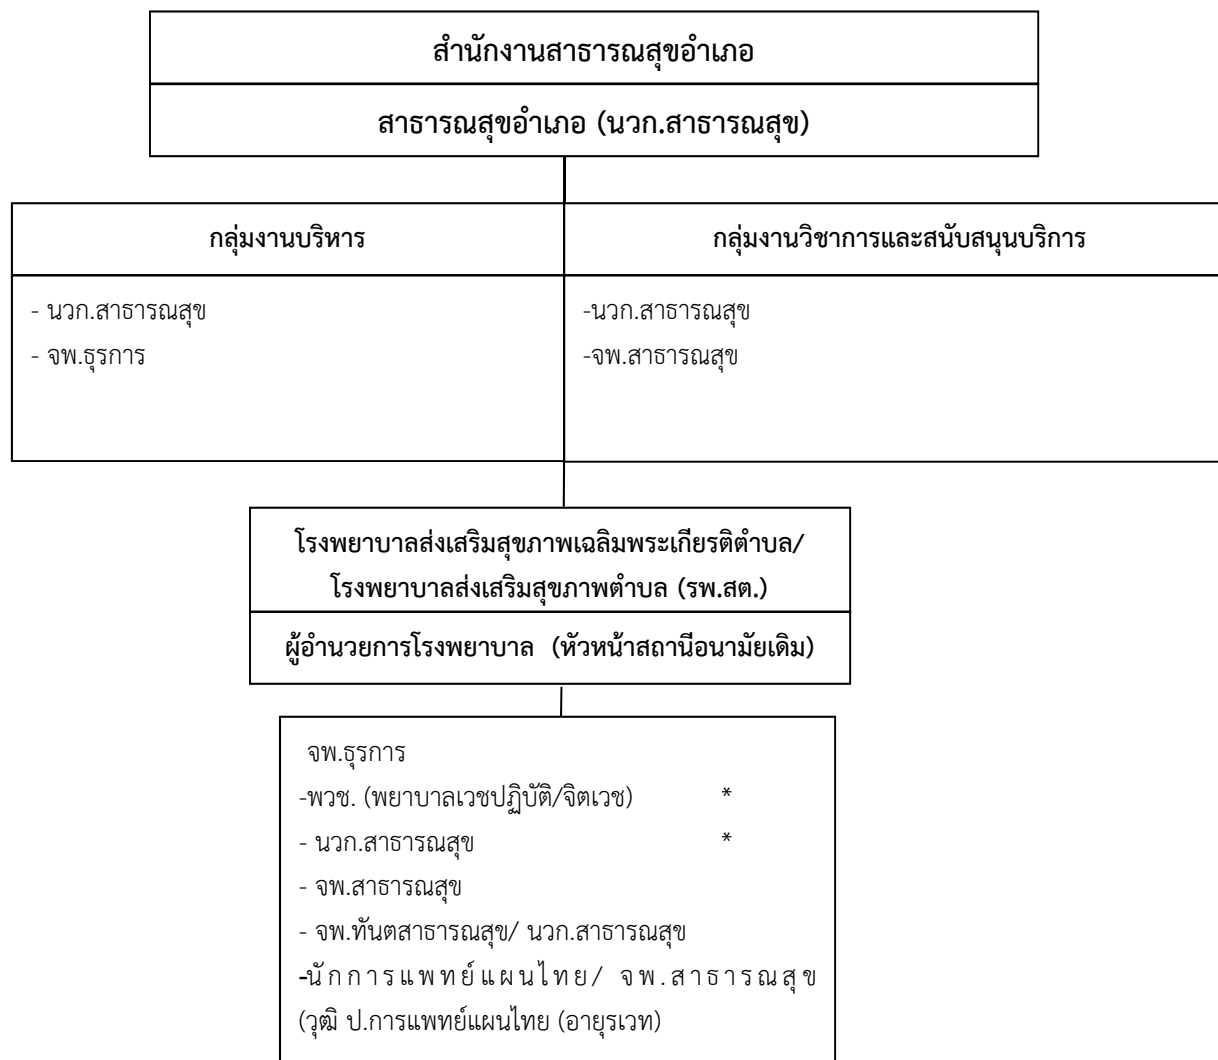 สำนักงานสาธารณสุขอำเภอ
สาธารณสุขอำเภอ (นวก.สาธารณสุข)
กลุ่มงานบริหาร
- นวก.สาธารณสุข
- จพ.ธุรการ
กลุ่มงานวิชาการและสนับสนุนบริการ
-นวก.สาธารณสุข
-จพ.สาธารณสุข
โรงพยาบาลส่งเสริมสุขภาพเฉลิมพระเกียรติตำบล/
โรงพยาบาลส่งเสริมสุขภาพตำบล (รพ.สต.)
ผู้อำนวยการโรงพยาบาล (หัวหน้าสถานีอนามัยเดิม)
จพ.ธุรการ
-พวช. (พยาบาลเวชปฏิบัติ/จิตเวช) *
- นวก.สาธารณสุข *
- จพ.สาธารณสุข
- จพ.ทันตสาธารณสุข/ นวก.สาธารณสุข
-นักการแพทย์แผนไทย/ จพ.สาธารณสุข
(วุฒิ ป.การแพทย์แผนไทย (อายุรเวท)